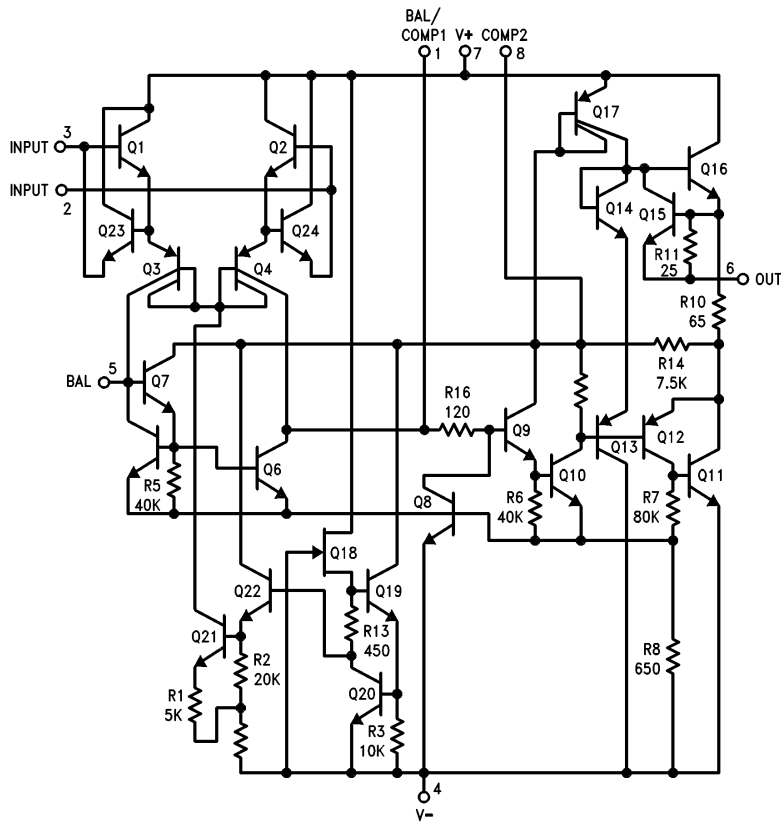 BAL/
COMP1 V+ COMP2
1 7 8
3
INPUT
Q1
Q2
Q17
INPUT
2
Q16
Q14
Q15
Q23
Q24
Q3
Q4
R11
25
6
OUT
R10
65
5
BAL
Q7
R14
7.5K
R16
120
Q9
Q13
Q12
Q6
Q10
Q11
R5
40K
Q8
R6
40K
R7
80K
Q18
Q22
Q19
Q21
R13
450
R2
20K
R8
650
R1
5K
Q20
R3
10K
4
V-